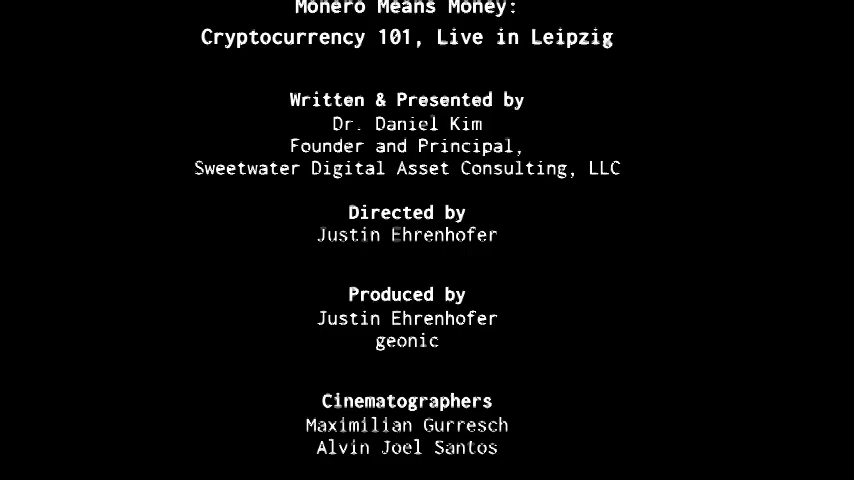 Monero Means Money:
Cryptocurrency 101, Live in Leipzig
Written & Presented by
Dr. Daniel Kim
Founder and Principal,
Sweetwater Digital Asset Consulting, LLC
Directed by
Justin Ehrenhofer
Produced by
Justin Ehrenhofer
geonic
Cinematographers
Maximilian Gurresch
Alvin Joel Santos